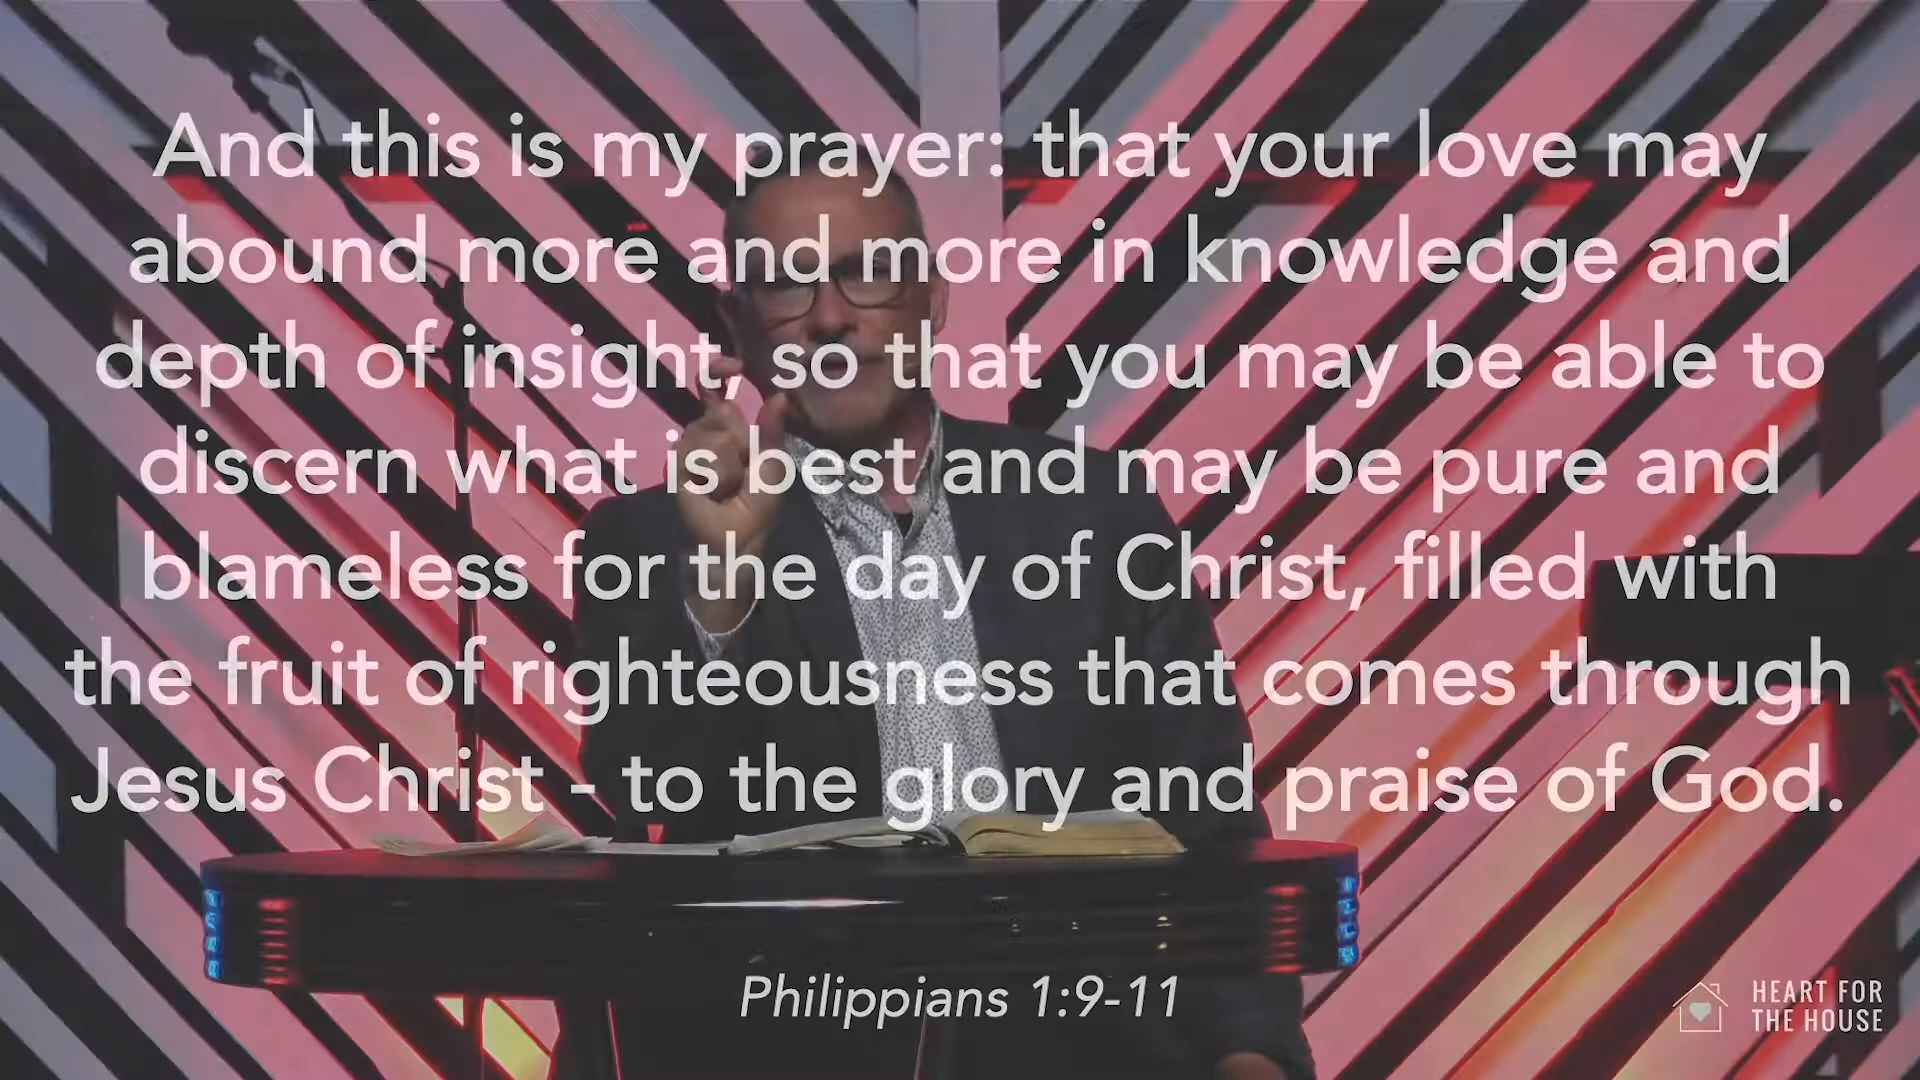 And this is my prayer: that your love may
abound more and more in knowledge and
depth of insight, so that you may be able to
discern what is best and may be pure and
blameless for the day of Christ, filled with
the fruit of righteousness that comes through
Jesus Christ - to the glory and praise of God.
Philippians 1:9-11
HEART FOR
THE HOUSE